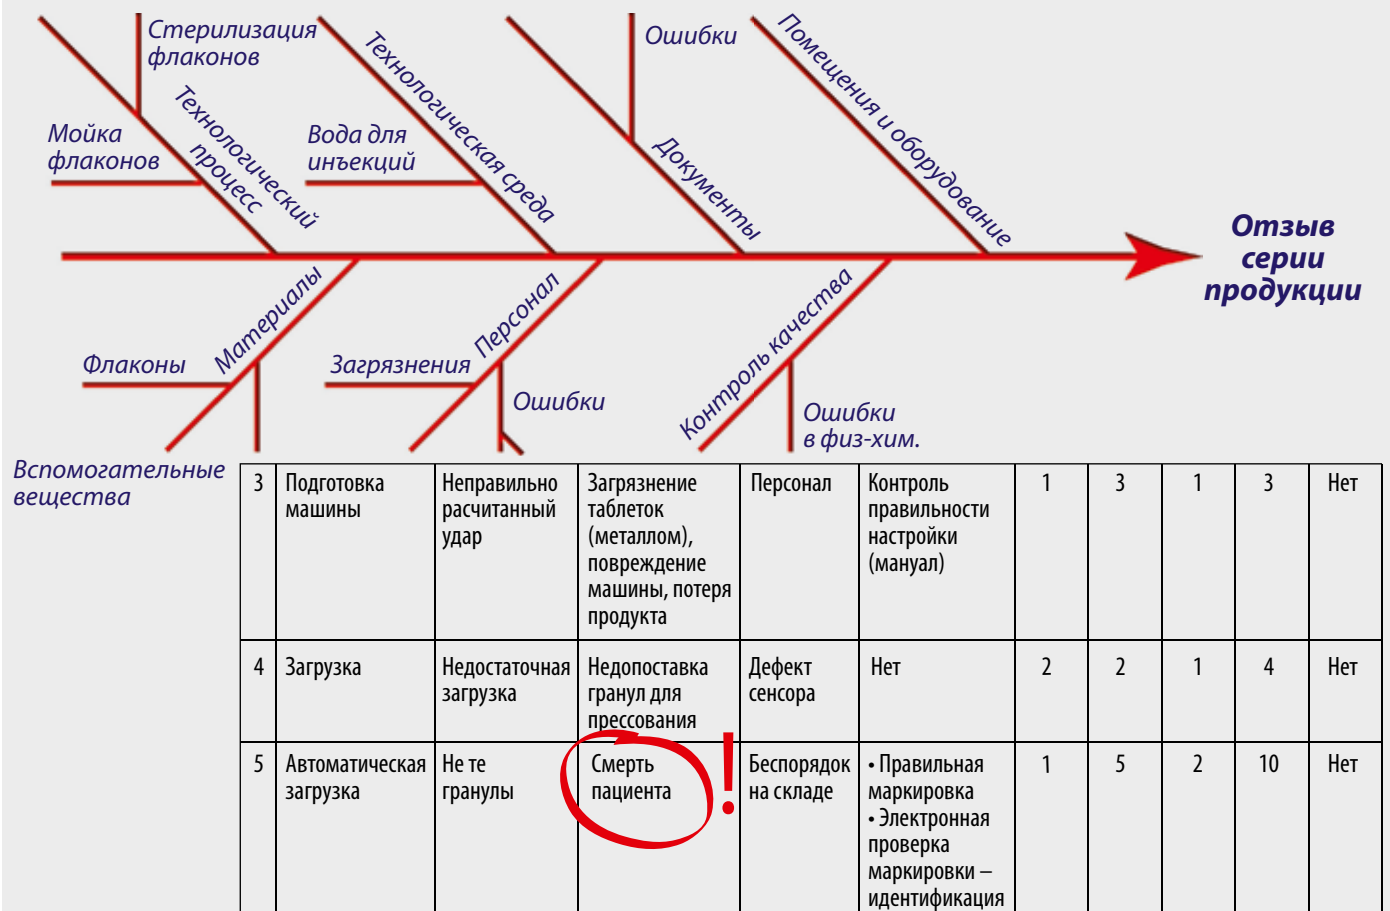 Стерилизация
флаконов
Технологический
процесс
Мойка
флаконов
Технологическая среда
Вода для
инъекций
Ошибки
Документы
Помещения и оборудование
Отзыв
серии
продукции
Материалы
Флаконы
Вспомогательные
вещества
Персонал
Загрязнения
Ошибки
Контроль качества
Ошибки
в физ-хим.
3 Подготовка Неправильно Загрязнение Персонал Контроль 1 3 1 3 Нет
машины расчитанный таблеток правильности
удар (металлом), настройки
повреждение (мануал)
машины, потеря
продукта
4 Загрузка Недостаточная Недопоставка Дефект Нет 2 2 1 4 Нет
загрузка гранул для сенсора
прессования
5 Автоматическая Не те Смерть Беспорядок • Правильная 1 5 2 10 Нет
загрузка гранулы пациента ! на складе маркировка
• Электронная
проверка
маркировки –
идентификация